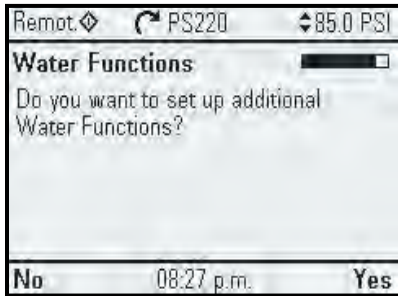 Remot. PS220 85.0 PSI
Water Functions
Do you want to set up additional
Water Functions?
No 08:27 p.m. Yes